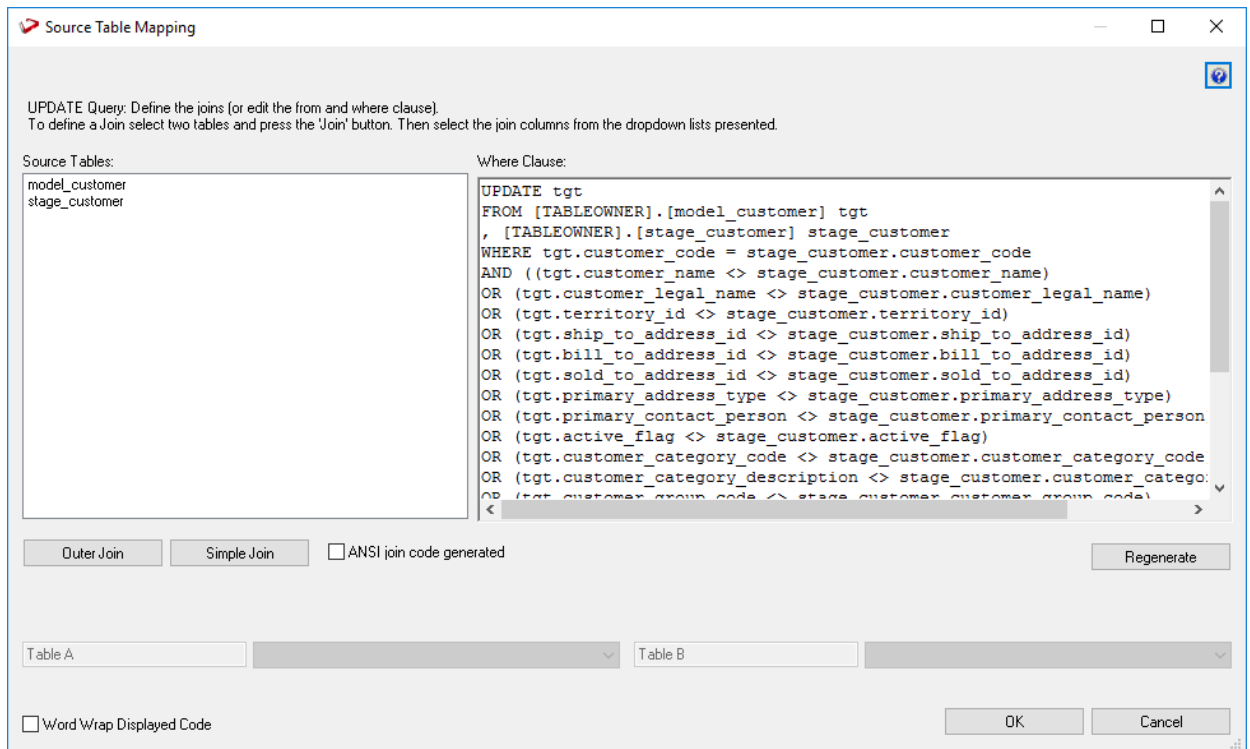 Source Table Mapping
UPDATE Query: Define the joins (or edit the from and where clause).
To define a Join select two tables and press the 'Join' button. Then select the join columns from the dropdown lists presented.
Source Tables:
model_customer
stage_customer
Where Clause:
UPDATE tgt
FROM [TABLEOWNER].[model_customer] tgt
, [TABLEOWNER].[stage_customer] stage_customer
WHERE tgt.customer_code = stage_customer.customer_code
AND ((tgt.customer_name <> stage_customer.customer_name)
OR (tgt.customer_legal_name <> stage_customer.customer_legal_name)
OR (tgt.territory_id <> stage_customer.territory_id)
OR (tgt.ship_to_address_id <> stage_customer.ship_to_address_id)
OR (tgt.bill_to_address_id <> stage_customer.bill_to_address_id)
OR (tgt.sold_to_address_id <> stage_customer.sold_to_address_id)
OR (tgt.primary_address_type <> stage_customer.primary_address_type)
OR (tgt.primary_contact_person <> stage_customer.primary_contact_person
OR (tgt.active_flag <> stage_customer.active_flag)
OR (tgt.customer_category_code <> stage_customer.customer_category_code
OR (tgt.customer_category_description <> stage_customer.customer_catego
OR (tgt.customer_group_code <> stage_customer.customer_group_code)
Outer Join
Simple Join
ANSI join code generated
Regenerate
Table A
Table B
Word Wrap Displayed Code
OK
Cancel